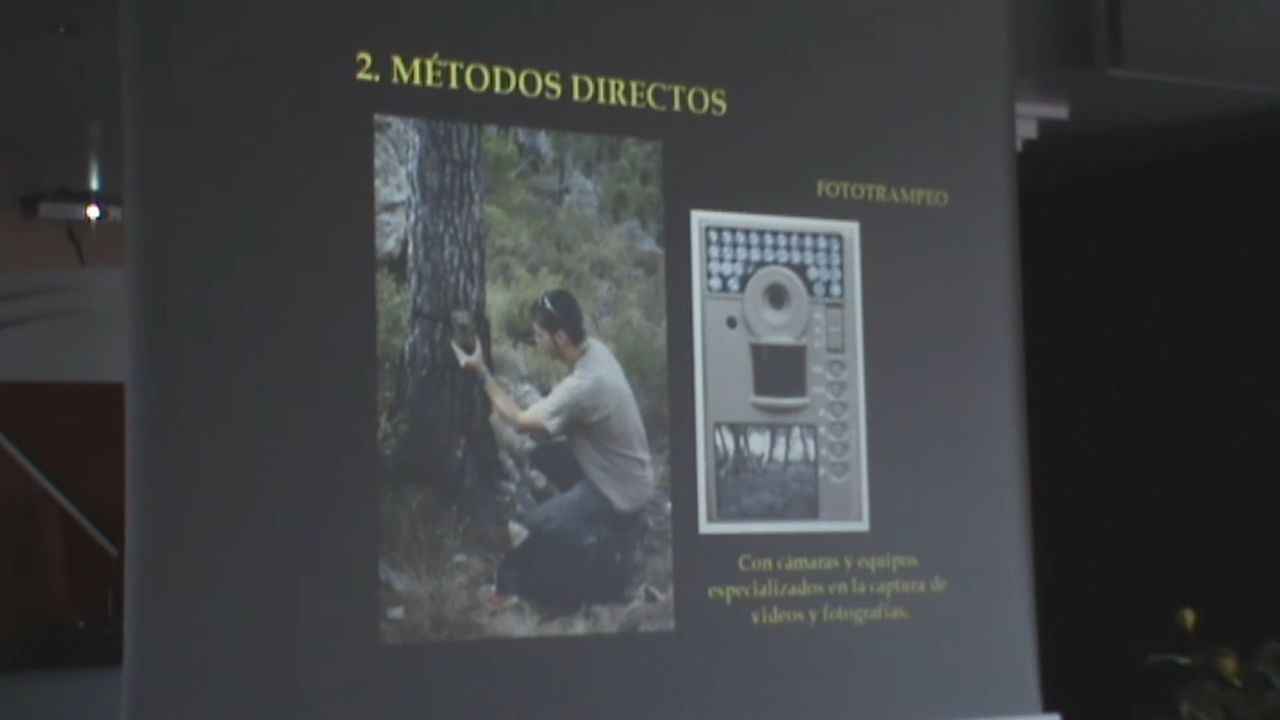 2. MÉTODOS DIRECTOS
FOTOTRAMPEO
Con cámaras y equipos
especializados en la captura de
videos y fotografías.